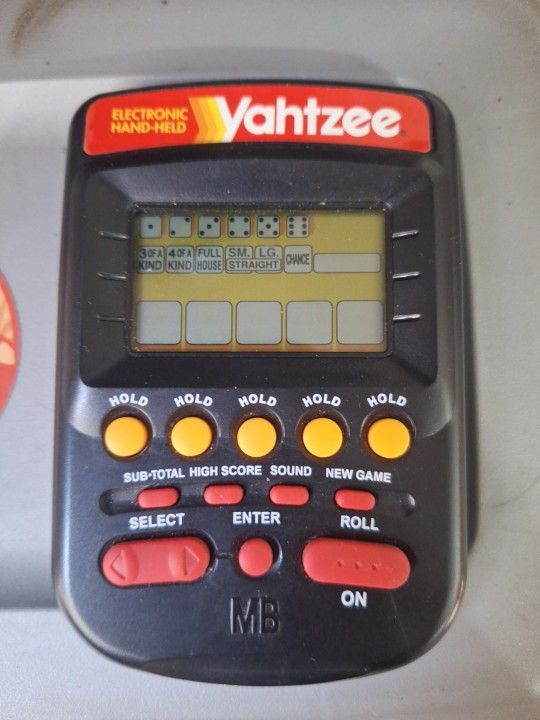 ELECTRONIC
HAND-HELD
Yahtzee
3 OF A KIND
4 OF A KIND
FULL HOUSE
SM. LG.
STRAIGHT
CHANCE
HOLD HOLD HOLD HOLD HOLD
SUB-TOTAL HIGH SCORE SOUND NEW GAME
SELECT ENTER ROLL
ON
MB